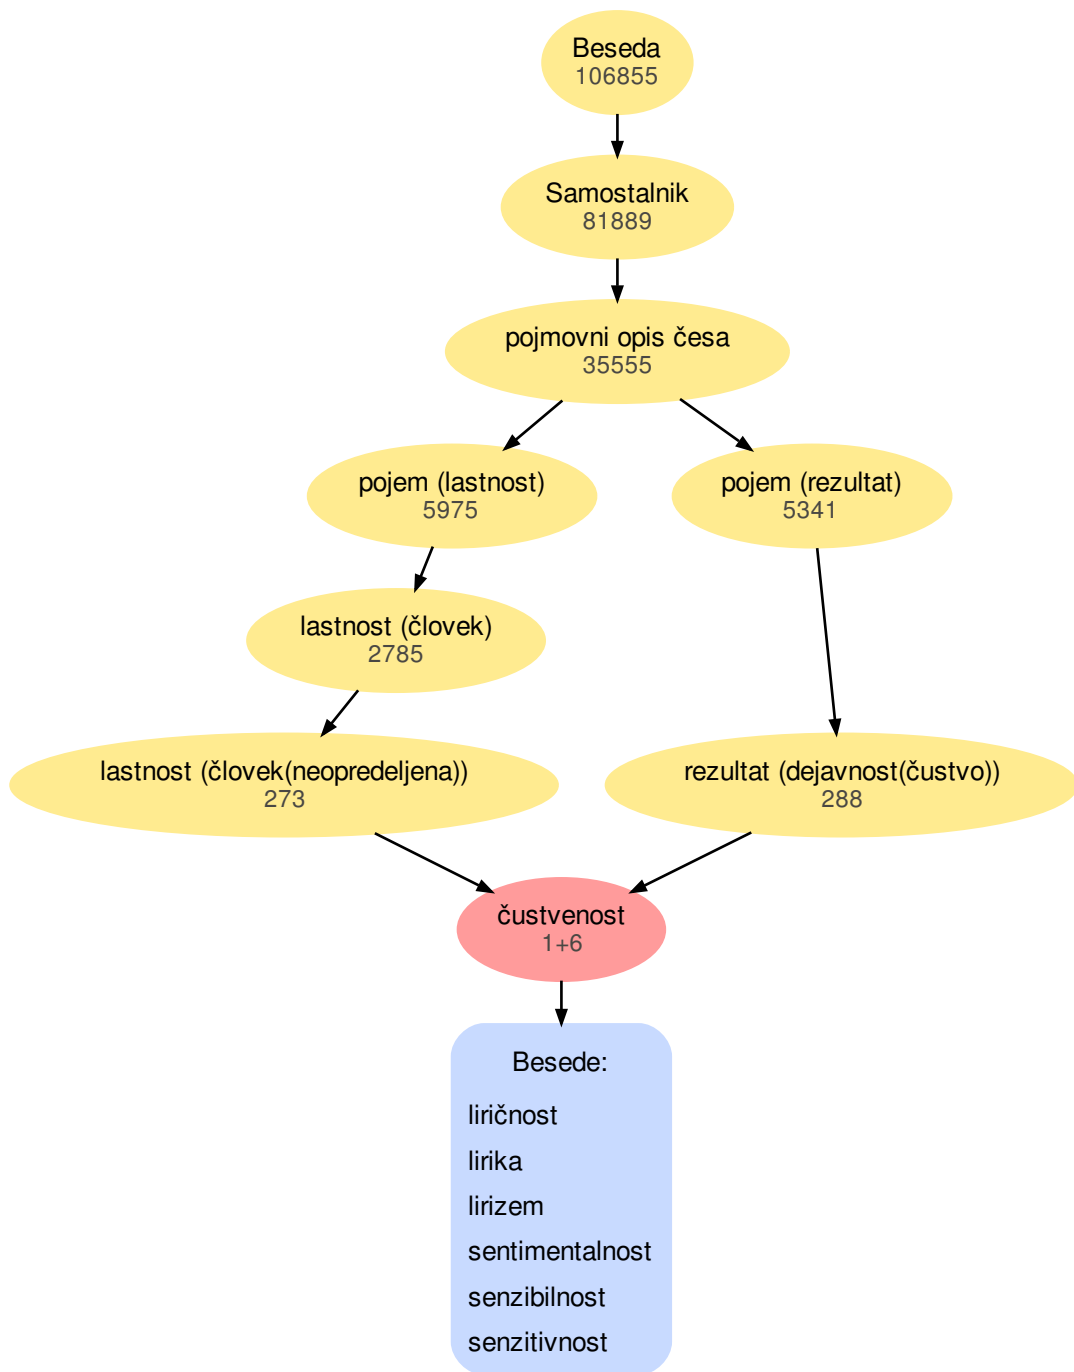 Beseda
106855
Samostalnik
81889
pojmovni opis česa
35555
pojem (lastnost)
5975
pojem (rezultat)
5341
lastnost (človek)
2785
lastnost (človek(neopredeljena))
273
rezultat (dejavnost(čustvo))
288
čustvenost
1+6
Besede:
liričnost
lirika
lirizem
sentimentalnost
senzibilnost
senzitivnost